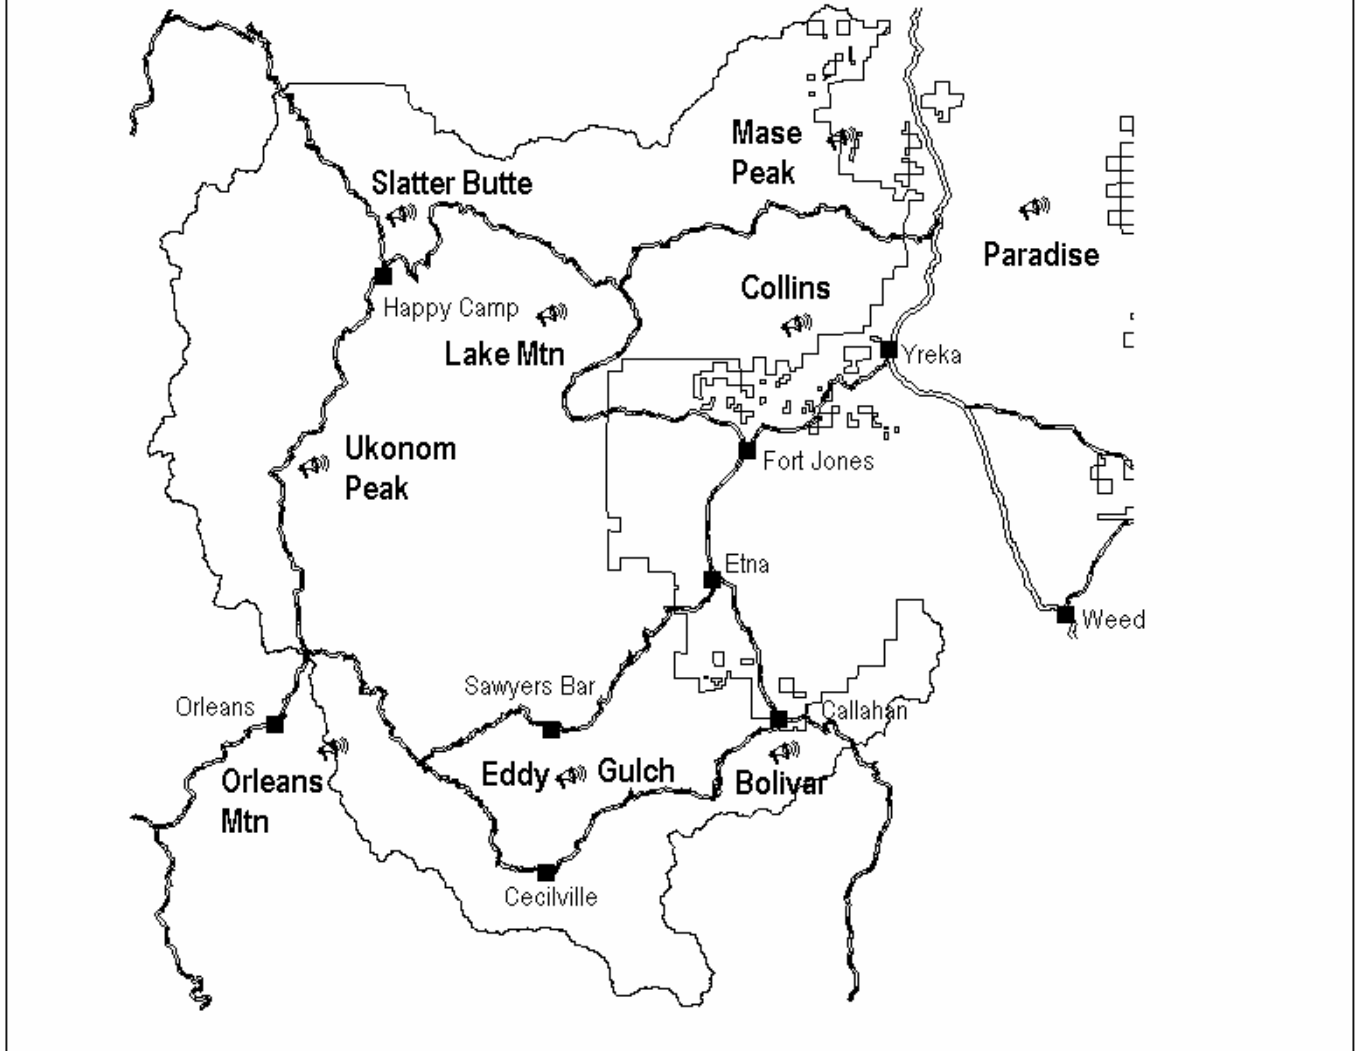 Mase
Peak
Slatter Butte
Paradise
Collins
Happy Camp
Lake Mtn
Yreka
Ukonom
Peak
Fort Jones
Etna
Weed
Sawyers Bar
Orleans
Callahan
Eddy Gulch
Bolivar
Orleans
Mtn
Cecilville